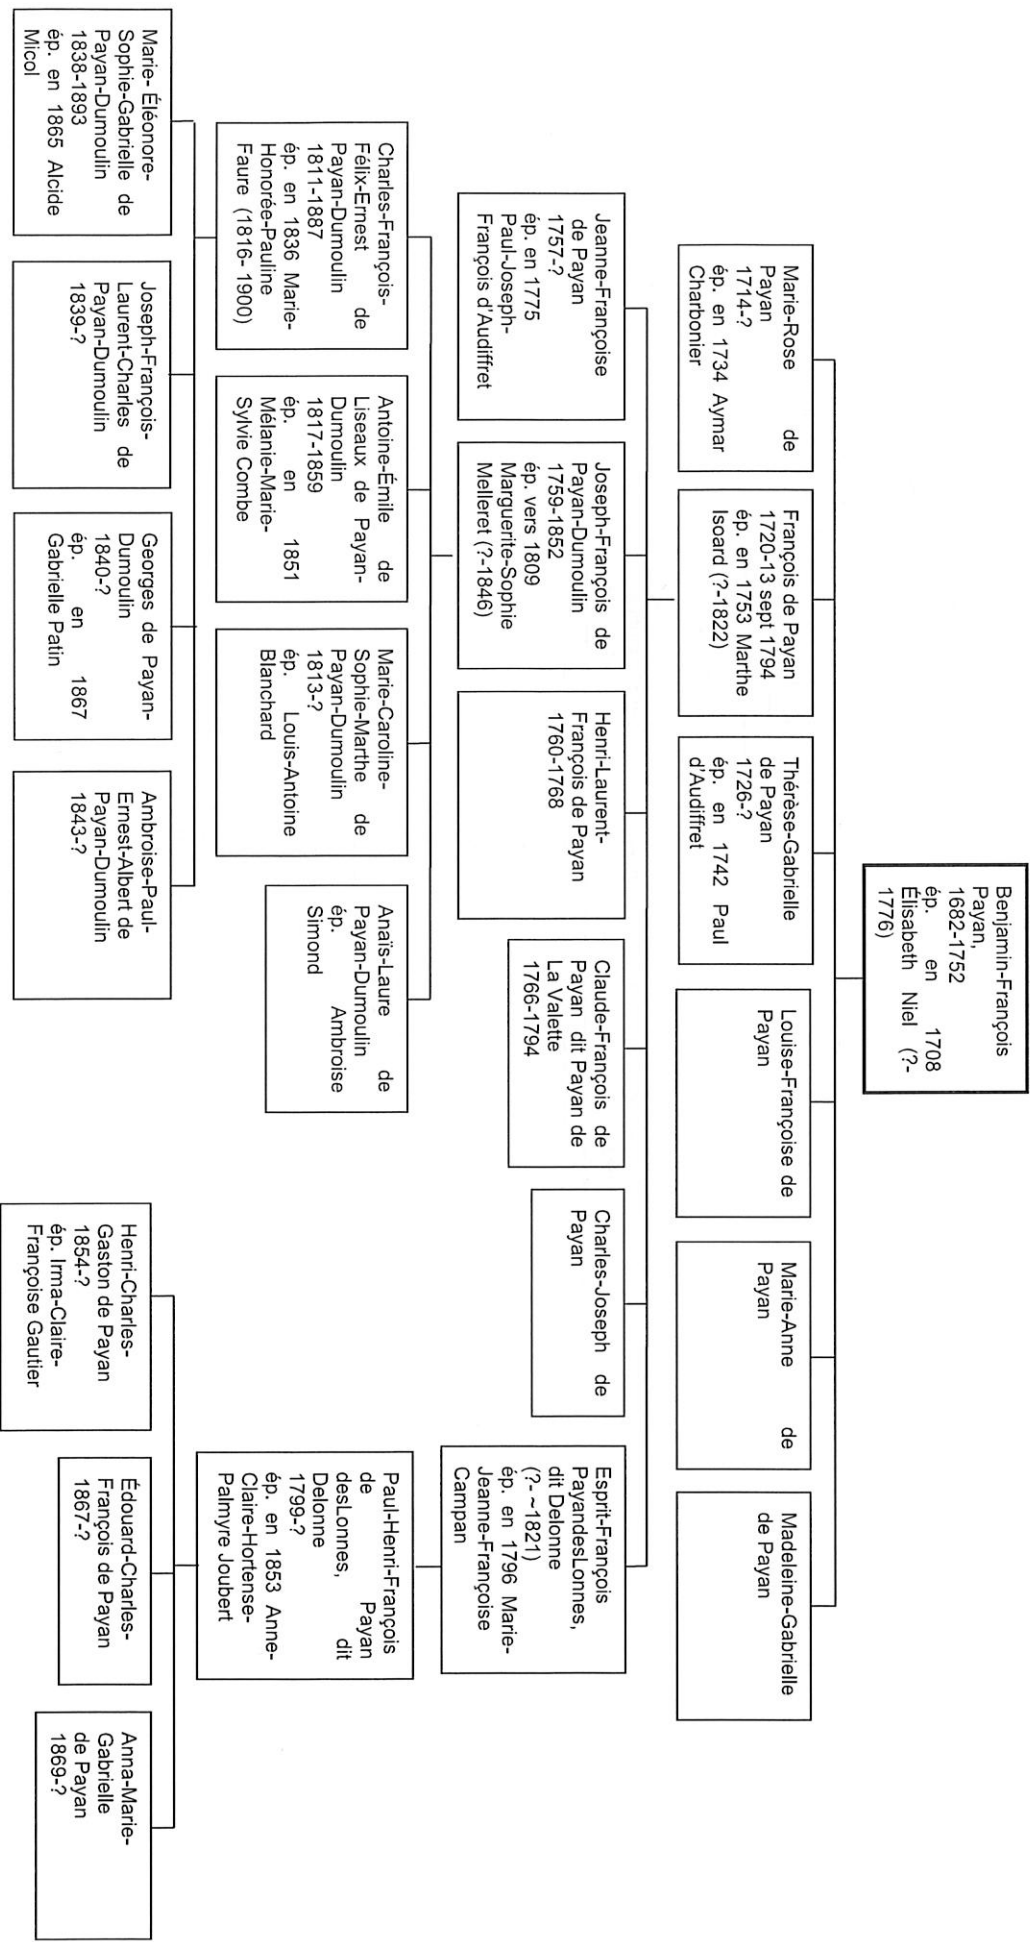 Benjamin-François
Payan,
1682-1752
ép. en 1708
Élisabeth Niel (?-
1776)
Marie-Rose de
Payan
1714-?
ép. en 1734 Aymar
Charbonier
François de Payan
1720-13 sept 1794
ép. en 1753 Marthe
Isoard (?-1822)
Thérèse-Gabrielle
de Payan
1726-?
ép. en 1742 Paul
d'Audiffret
Louise-Françoise de
Payan
Marie-Anne de
Payan
Madeleine-Gabrielle
de Payan
Jeanne-Françoise
de Payan
1757-?
ép. en 1775
Paul-Joseph-
François d'Audiffret
Joseph-François de
Payan-Dumoulin
1759-1852
ép. vers 1809
Marguerite-Sophie
Melleret (?-1846)
Henri-Laurent-
François de Payan
1760-1768
Claude-François de
Payan dit Payan de
La Valette
1766-1794
Charles-Joseph de
Payan
Esprit-François
PayandesLonnes,
dit Delonne
(?- ~1821)
ép. en 1796 Marie-
Jeanne-Françoise
Campan
Charles-François-
Félix-Ernest de
Payan-Dumoulin
1811-1887
ép. en 1836 Marie-
Honorée-Pauline
Faure (1816- 1900)
Antoine-Émile de
Liseaux de Payan-
Dumoulin
1817-1859
ép. en 1851
Mélanie-Marie-
Sylvie Combe
Marie-Caroline-
Sophie-Marthe de
Payan-Dumoulin
1813-?
ép. Louis-Antoine
Blanchard
Anaïs-Laure de
Payan-Dumoulin
ép. Ambroise
Simond
Paul-Henri-François
de Payan
desLonnes, dit
Delonne
1799-?
ép. en 1853 Anne-
Claire-Hortense-
Palmyre Joubert
Marie- Éléonore-
Sophie-Gabrielle de
Payan-Dumoulin
1838-1893
ép. en 1865 Alcide
Micol
Joseph-François-
Laurent-Charles de
Payan-Dumoulin
1839-?
Georges de Payan-
Dumoulin
1840-?
ép. en 1867
Gabrielle Patin
Ambroise-Paul-
Ernest-Albert de
Payan-Dumoulin
1843-?
Henri-Charles-
Gaston de Payan
1854-?
ép. Irma-Claire-
Françoise Gautier
Édouard-Charles-
François de Payan
1867-?
Anna-Marie-
Gabrielle
de Payan
1869-?